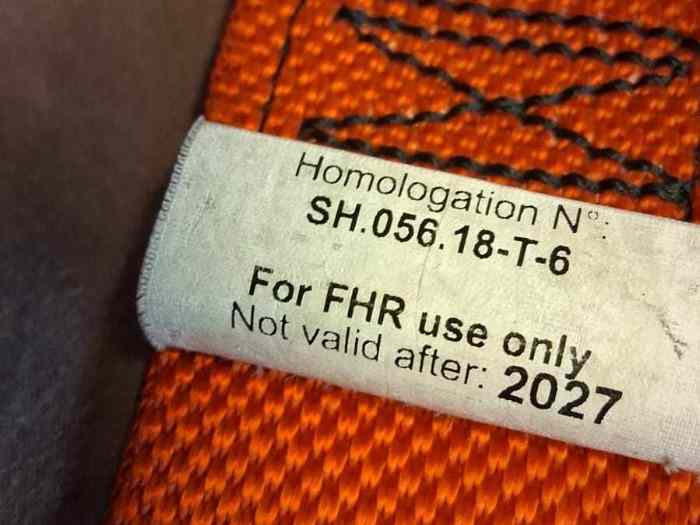 Homologation N°:
SH.056.18-T-6
For FHR use only
Not valid after: 2027